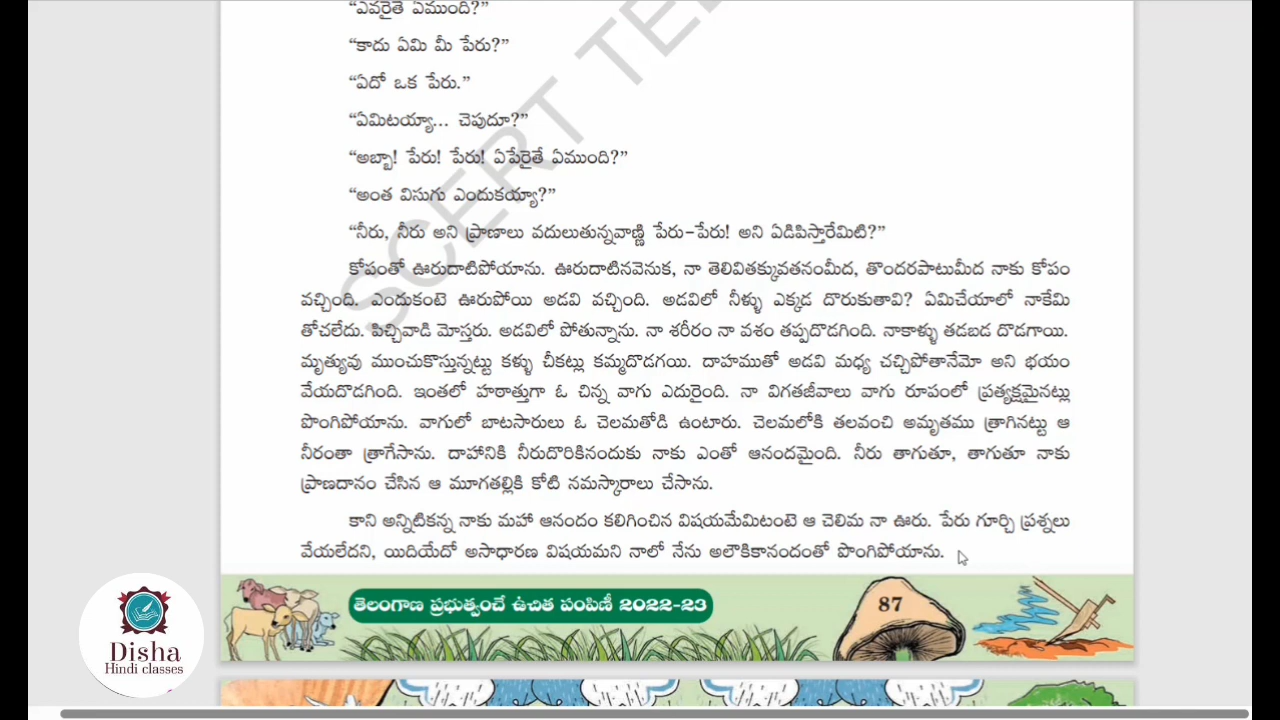 “ఎవరైతే ఏముంది?”
“కాదు ఏమి మీ పేరు?”
“ఏదో ఒక పేరు.”
“ఏమిటయ్యా... చెపుదూ?”
“అబ్బా! పేరు! పేరు! ఏపేరైతే ఏముంది?”
“అంత విసుగు ఎందుకయ్యా?”
“నీరు, నీరు అని ప్రాణాలు వదులుతున్నవాణ్ణి పేరు-పేరు! అని ఏడిపిస్తారేమిటి?”
కోపంతో ఊరుదాటిపోయాను. ఊరుదాటినవెనుక, నా తెలివితక్కువతనంమీద, తొందరపాటుమీద నాకు కోపం
వచ్చింది. ఎందుకంటె ఊరుపోయి అడవి వచ్చింది. అడవిలో నీళ్ళు ఎక్కడ దొరుకుతావి? ఏమిచేయాలో నాకేమి
తోచలేదు. పిచ్చివాడి మోస్తరు. అడవిలో పోతున్నాను. నా శరీరం నా వశం తప్పదొడగింది. నాకాళ్ళు తడబడ దొడగాయి.
మృత్యువు ముంచుకొస్తున్నట్టు కళ్ళు చీకట్లు కమ్మదొడగయి. దాహముతో అడవి మధ్య చచ్చిపోతానేమో అని భయం
వేయదొడగింది. ఇంతలో హఠాత్తుగా ఓ చిన్న వాగు ఎదురైంది. నా విగతజీవాలు వాగు రూపంలో ప్రత్యక్షమైనట్లు
పొంగిపోయాను. వాగులో బాటసారులు ఓ చెలమతోడి ఉంటారు. చెలమలోకి తలవంచి అమృతము త్రాగినట్టు ఆ
నీరంతా త్రాగేసాను. దాహానికి నీరుదొరికినందుకు నాకు ఎంతో ఆనందమైంది. నీరు తాగుతూ, తాగుతూ నాకు
ప్రాణదానం చేసిన ఆ మూగతల్లికి కోటి నమస్కారాలు చేసాను.
కాని అన్నిటికన్న నాకు మహా ఆనందం కలిగించిన విషయమేమిటంటె ఆ చెలిమ నా ఊరు. పేరు గూర్చి ప్రశ్నలు
వేయలేదని, యిదియేదో అసాధారణ విషయమని నాలో నేను అలౌకికానందంతో పొంగిపోయాను.
తెలంగాణ ప్రభుత్వంచే ఉచిత పంపిణీ 2022-23
87
Disha
Hindi classes
SCERT TE